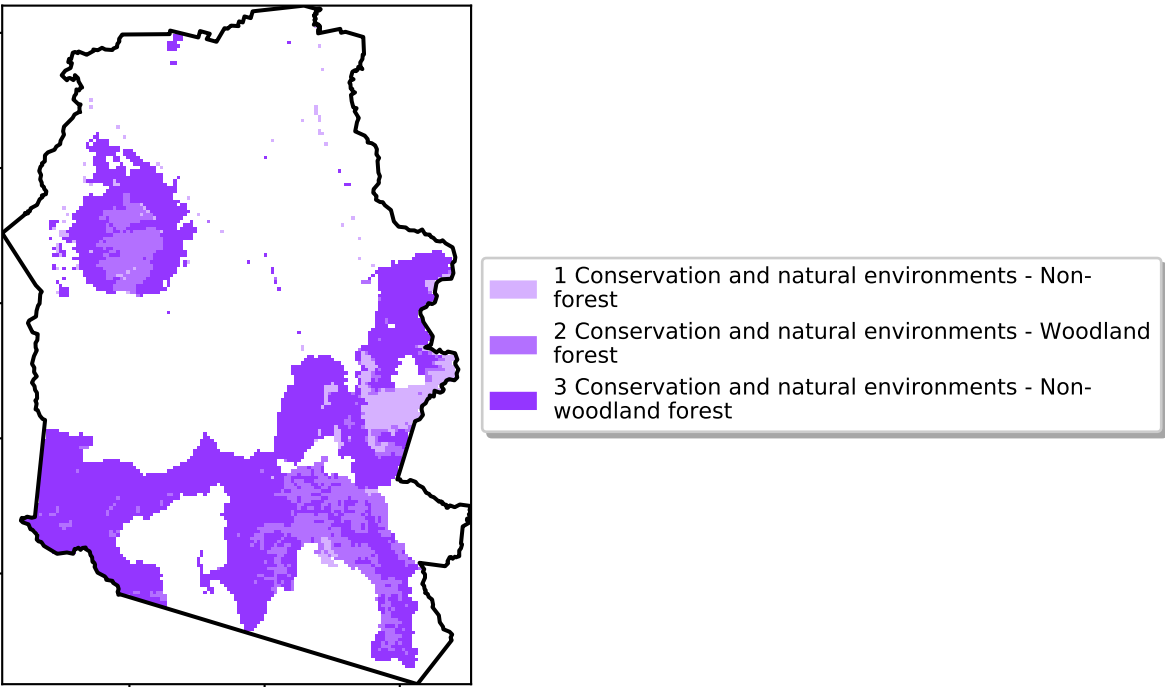 1 Conservation and natural environments - Non-
forest
2 Conservation and natural environments - Woodland
forest
3 Conservation and natural environments - Non-
woodland forest